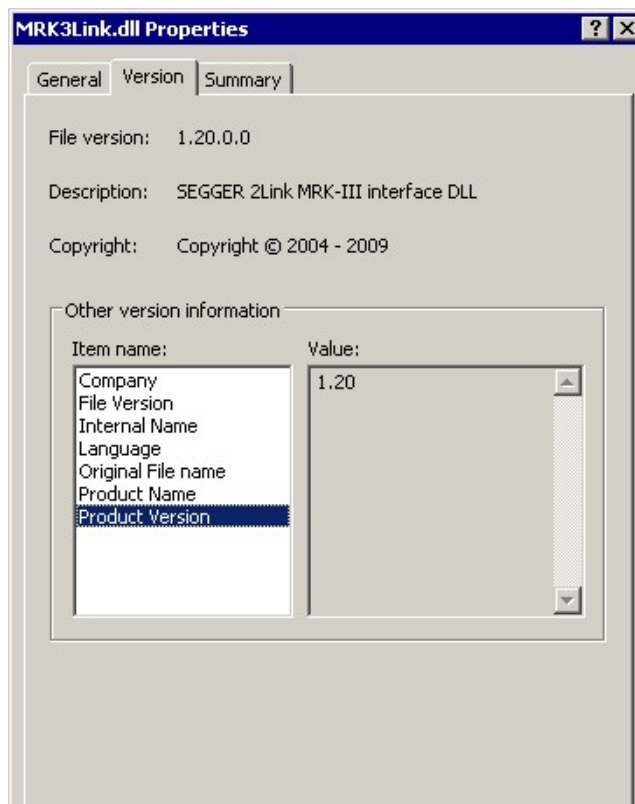 MRK3Link.dll Properties
General Version Summary
File version: 1.20.0.0
Description: SEGGER 2Link MRK-III interface DLL
Copyright: Copyright © 2004 - 2009
Other version information
Item name: Value:
Company
File Version
Internal Name
Language
Original File name
Product Name
Product Version
1.20